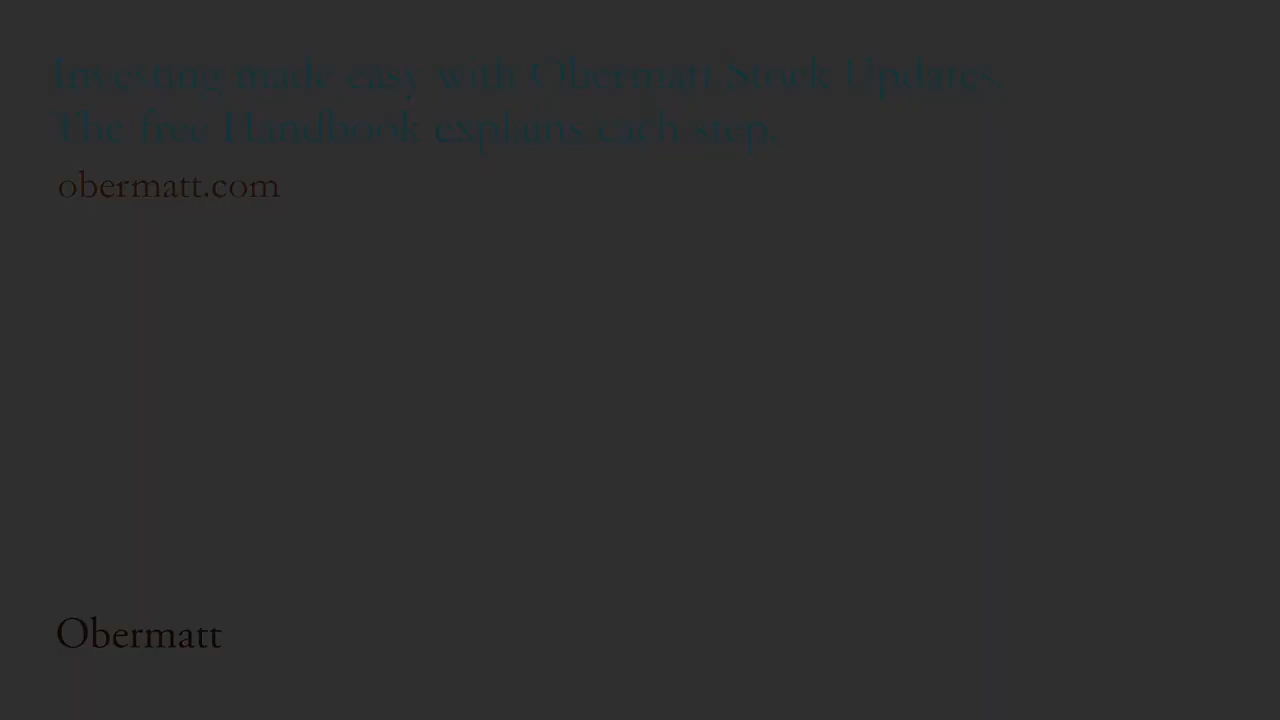 Investing made easy with Obermatt Stock Updates.
The free Handbook explains each step.
obermatt.com
Obermatt